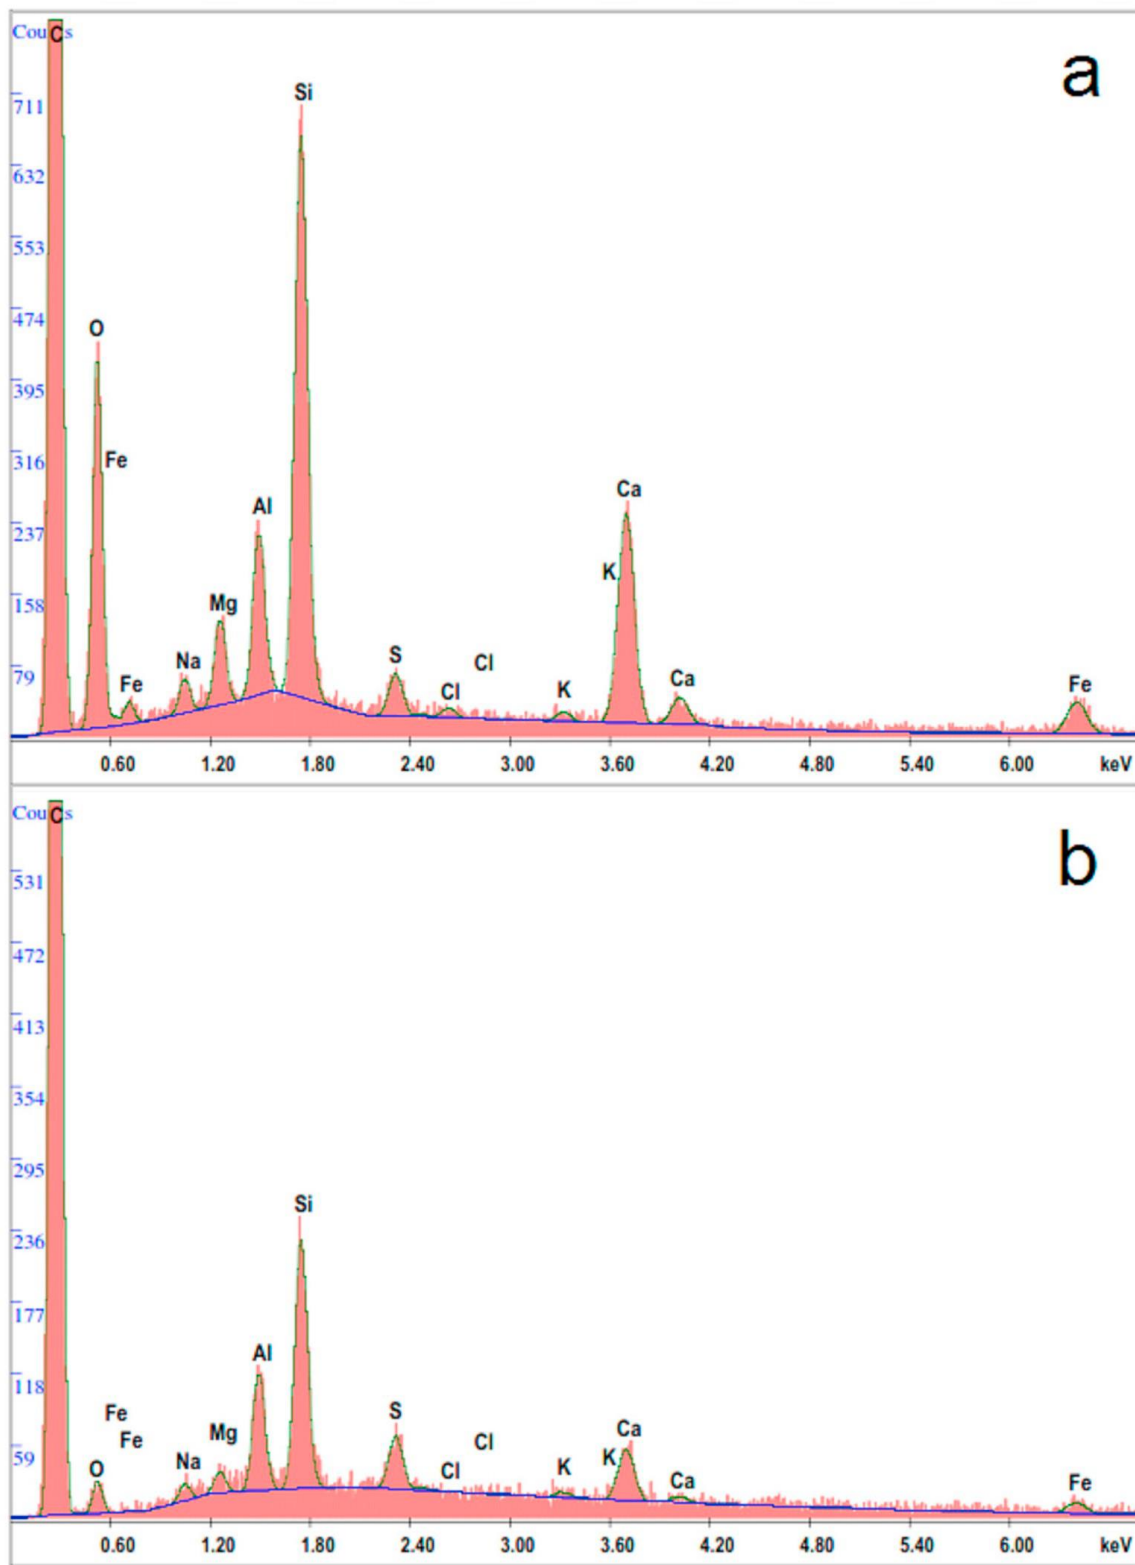 Cou C s
a
711
Si
632
553
474
O
395
316
Fe
Al
237
Ca
158
K
Mg
79
Na
S
Cl
Fe
Cl
K
Ca
Fe
0.60 1.20 1.80 2.40 3.00 3.60 4.20 4.80 5.40 6.00 keV
Cou C s
b
531
472
413
354
295
236
Si
177
118
Al
Fe
S
Fe
Mg
Cl
Ca
59
O
Na
Cl
K
K
Ca
Fe
0.60 1.20 1.80 2.40 3.00 3.60 4.20 4.80 5.40 6.00 keV